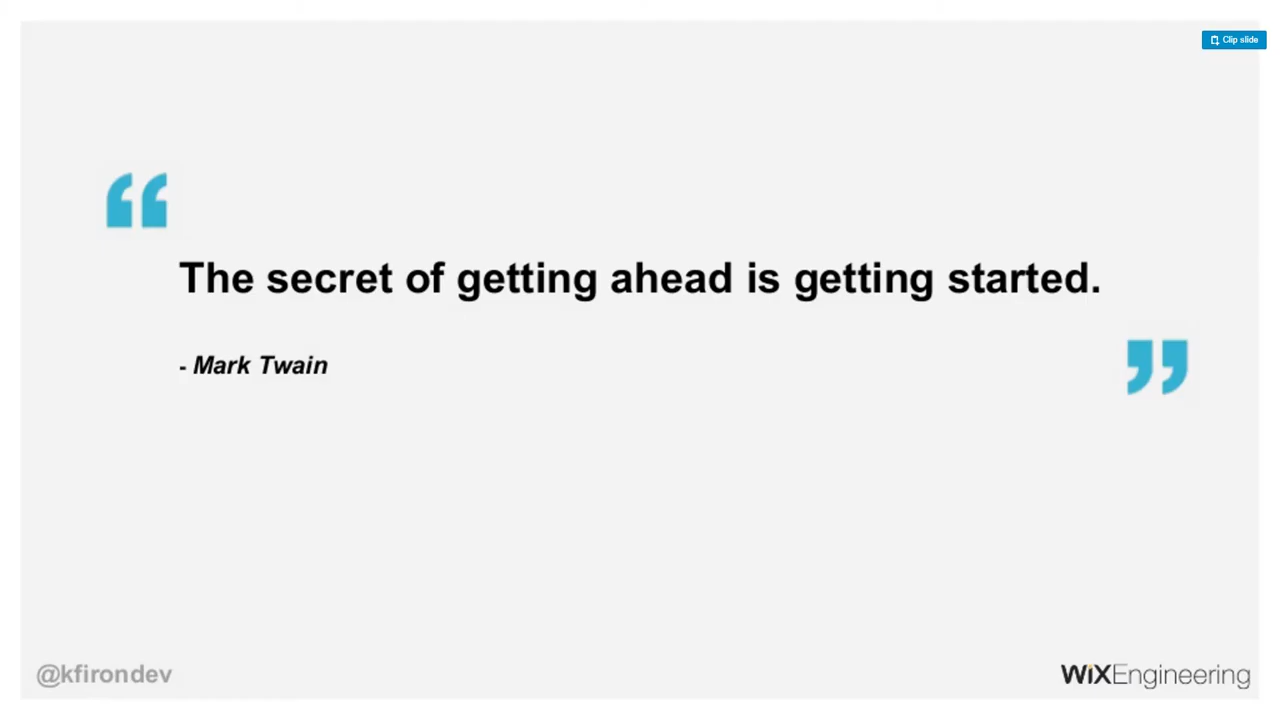 Clip slide
“
The secret of getting ahead is getting started.
- Mark Twain
”
@kfirondev
WiXEngineering